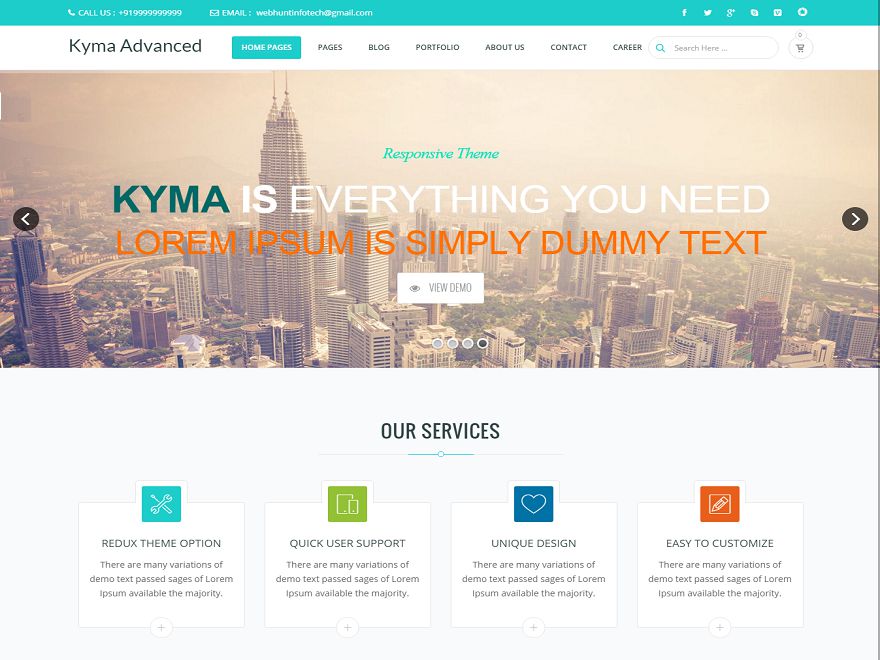 CALL US : +919999999999 EMAIL : webhuntinfotech@gmail.com
Kyma Advanced HOME PAGES PAGES BLOG PORTFOLIO ABOUT US CONTACT CAREER Search Here ... 0
Responsive Theme
KYMA IS EVERYTHING YOU NEED
LOREM IPSUM IS SIMPLY DUMMY TEXT
VIEW DEMO
OUR SERVICES
REDUX THEME OPTION
There are many variations of
demo text passed sages of Lorem
Ipsum available the majority.
QUICK USER SUPPORT
There are many variations of
demo text passed sages of Lorem
Ipsum available the majority.
UNIQUE DESIGN
There are many variations of
demo text passed sages of Lorem
Ipsum available the majority.
EASY TO CUSTOMIZE
There are many variations of
demo text passed sages of Lorem
Ipsum available the majority.